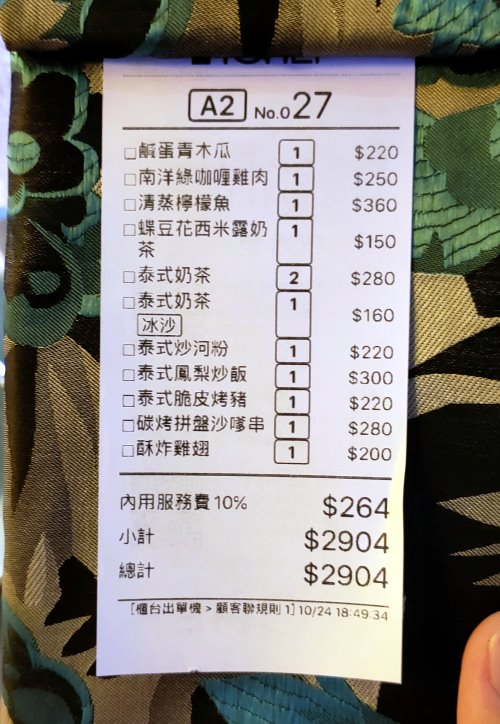 A2 No.027
□鹹蛋青木瓜 1 $220
□南洋綠咖喱雞肉 1 $250
□清蒸檸檬魚 1 $360
□蝶豆花西米露奶 1 $150
茶
□泰式奶茶 2 $280
□泰式奶茶 1 $160
冰沙
□泰式炒河粉 1 $220
□泰式鳳梨炒飯 1 $300
□泰式脆皮烤豬 1 $220
□碳烤拼盤沙嗲串 1 $280
□酥炸雞翅 1 $200
內用服務費10% $264
小計 $2904
總計 $2904
[櫃台出單機 > 顧客聯規則 1] 10/24 18:49:34